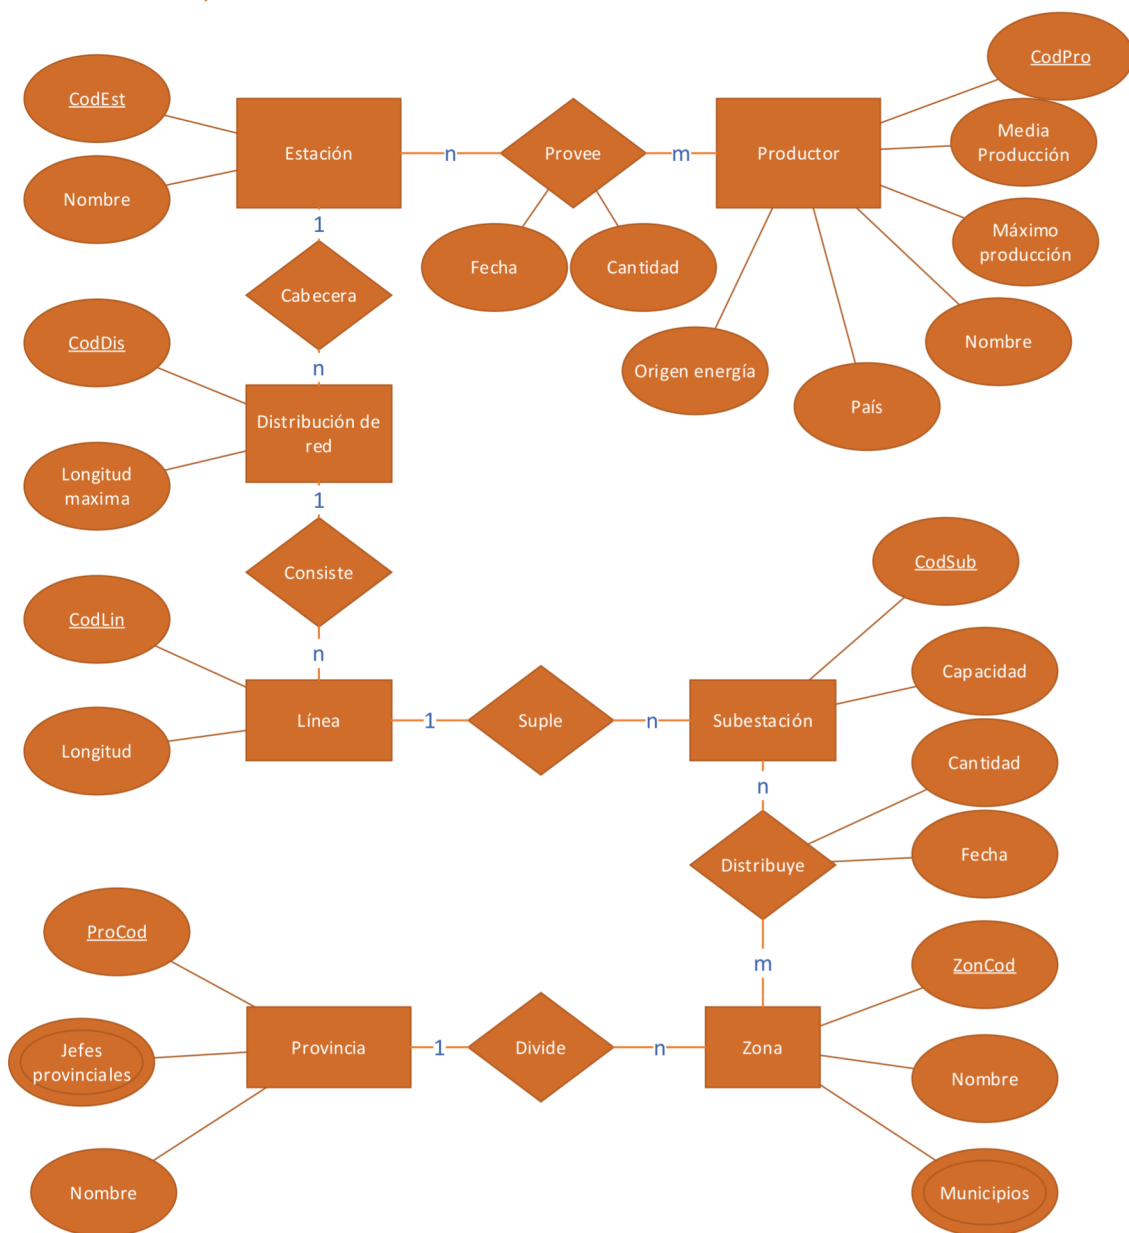 CodPro
CodEst
Media
Producción
Estación
n
Provee
m
Productor
Nombre
1
Máximo
producción
Fecha
Cantidad
Cabecera
CodDis
Nombre
n
Origen energía
País
Distribución de
red
Longitud
maxima
1
CodSub
Consiste
CodLin
n
Capacidad
Línea
1
Suple
n
Subestación
Longitud
Cantidad
n
Distribuye
Fecha
ProCod
m
ZonCod
Jefes
provinciales
Provincia
1
Divide
n
Zona
Nombre
Nombre
Municipios